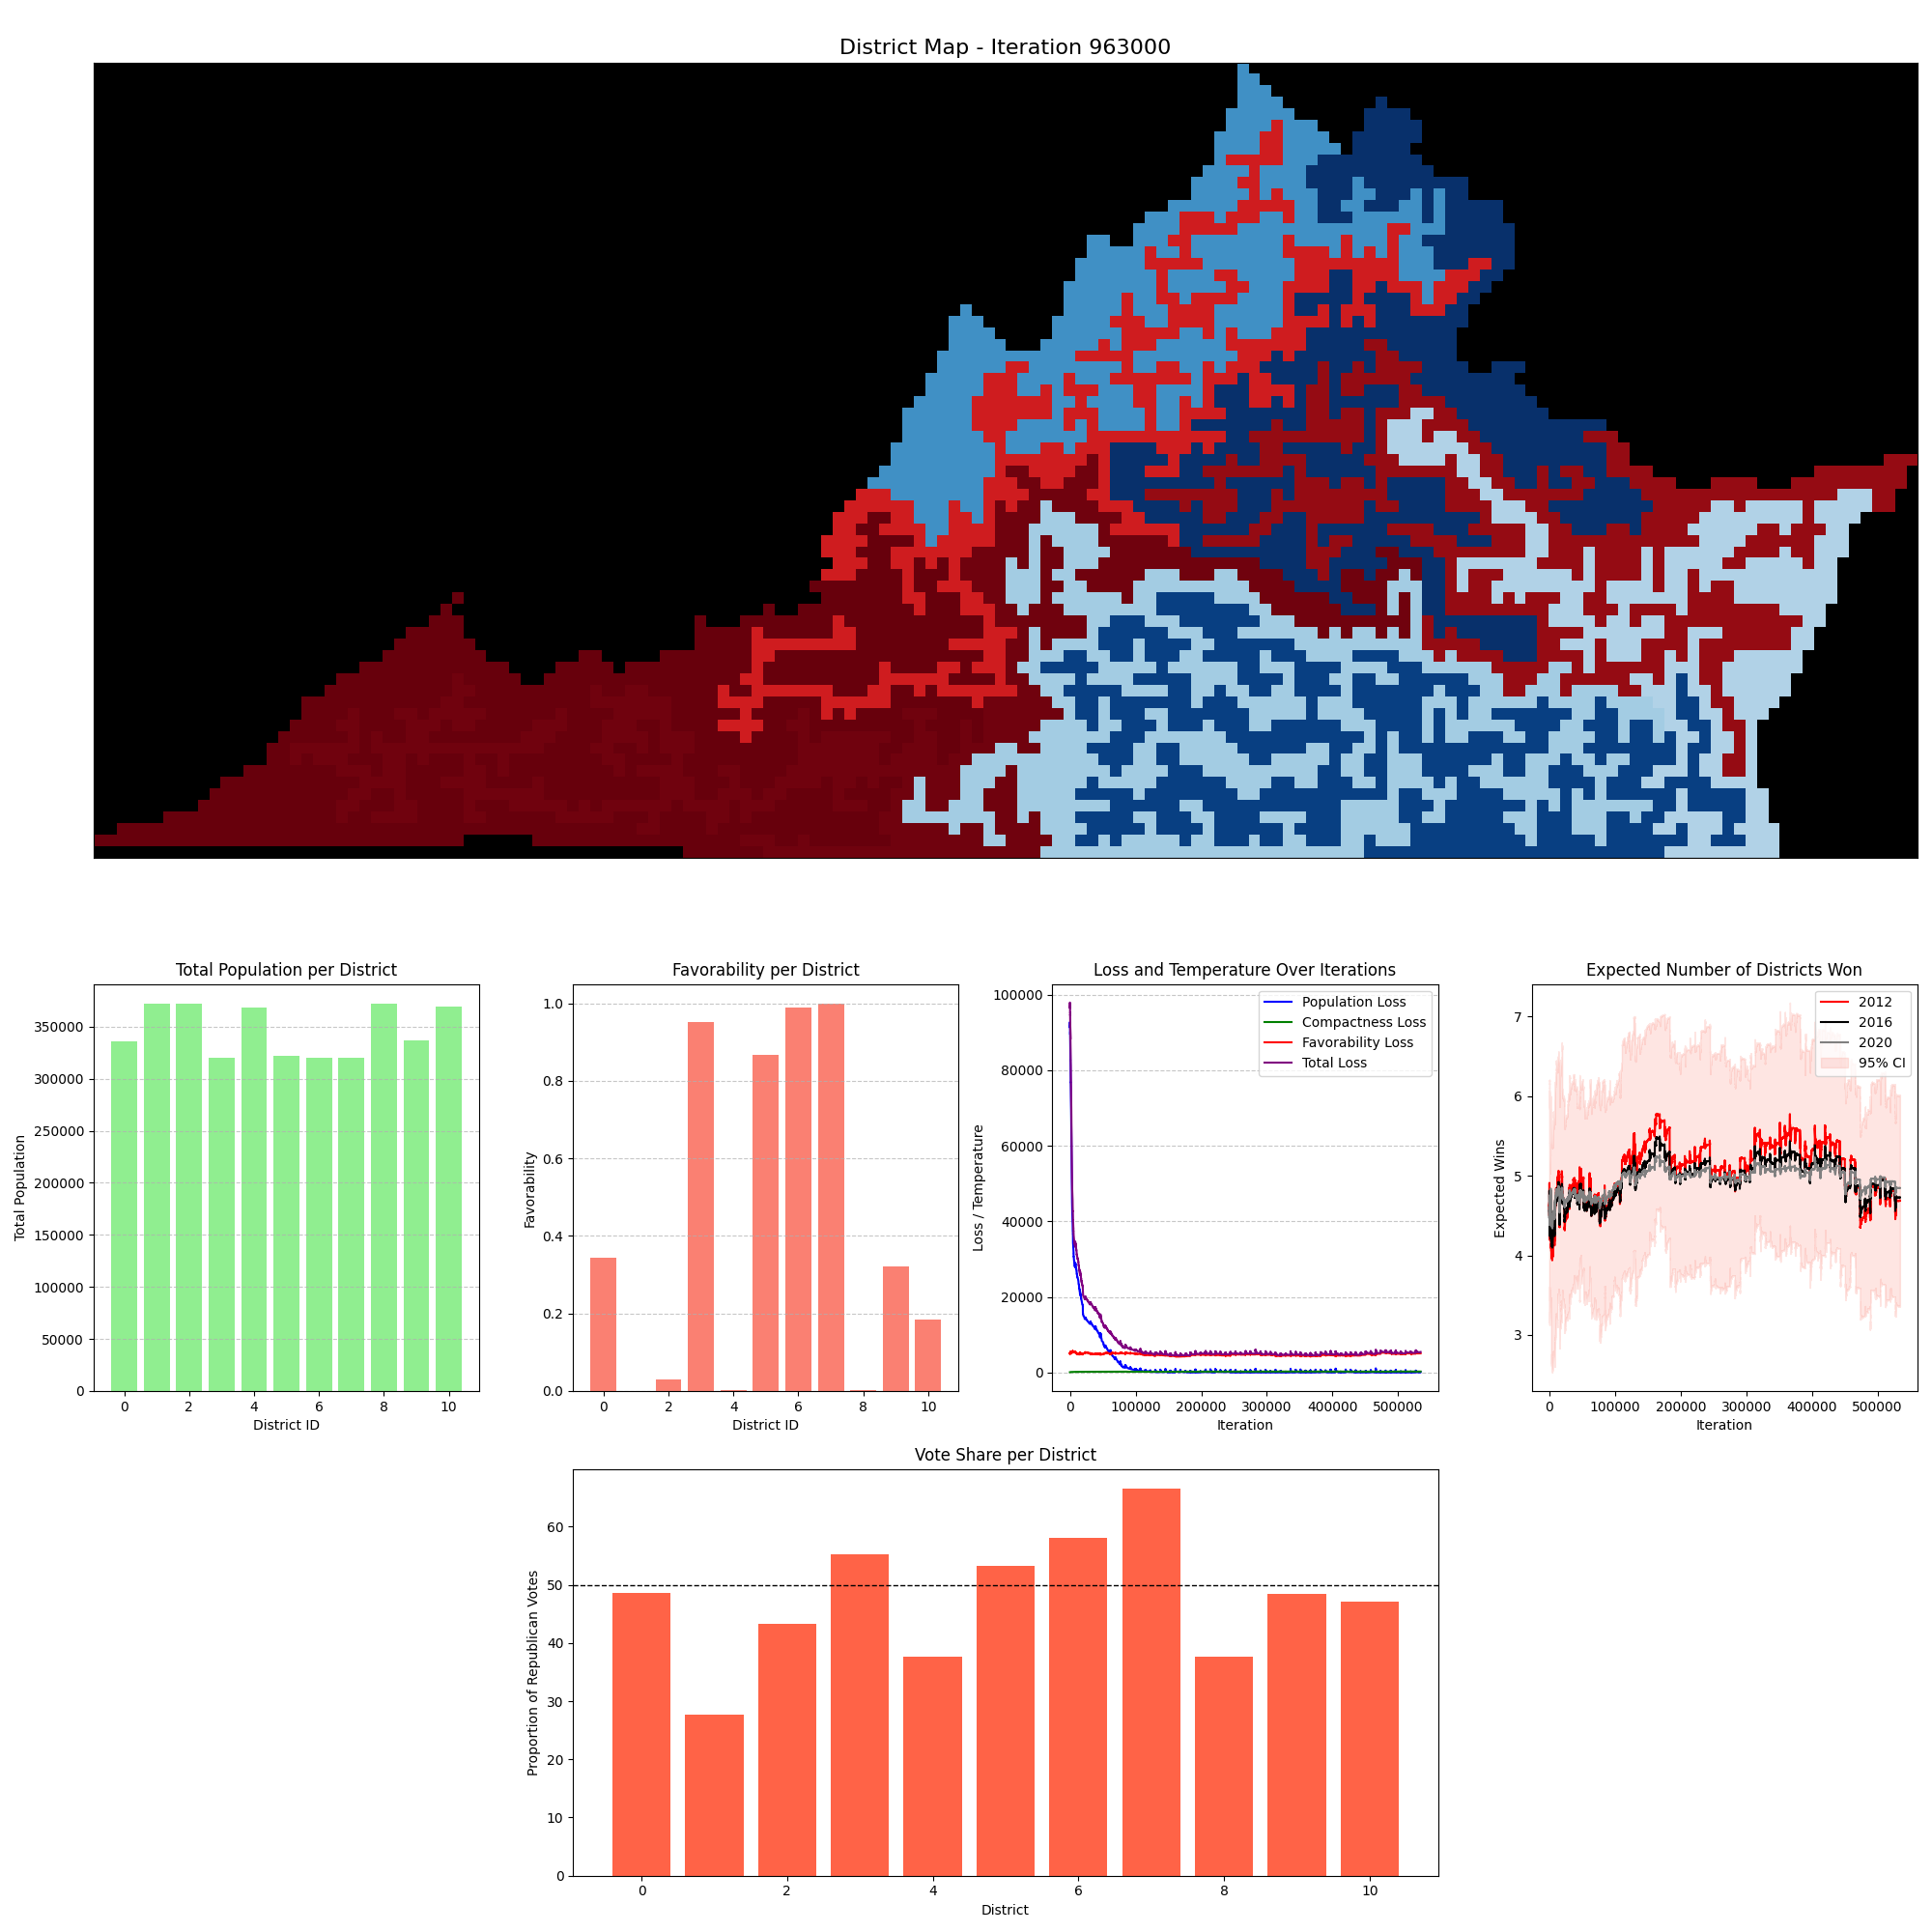 District Map - Iteration 963000
Total Population per District
Total Population
350000
300000
250000
200000
150000
100000
50000
0
0 2 4 6 8 10
District ID
Favorability per District
Favorability
1.0
0.8
0.6
0.4
0.2
0.0
0 2 4 6 8 10
District ID
Loss and Temperature Over Iterations
Loss / Temperature
100000
80000
60000
40000
20000
0
Population Loss
Compactness Loss
Favorability Loss
Total Loss
0 100000 200000 300000 400000 500000
Iteration
Expected Number of Districts Won
Expected Wins
7
6
5
4
3
2012
2016
2020
95% CI
0 100000 200000 300000 400000 500000
Iteration
Vote Share per District
Proportion of Republican Votes
60
50
40
30
20
10
0
0 2 4 6 8 10
District